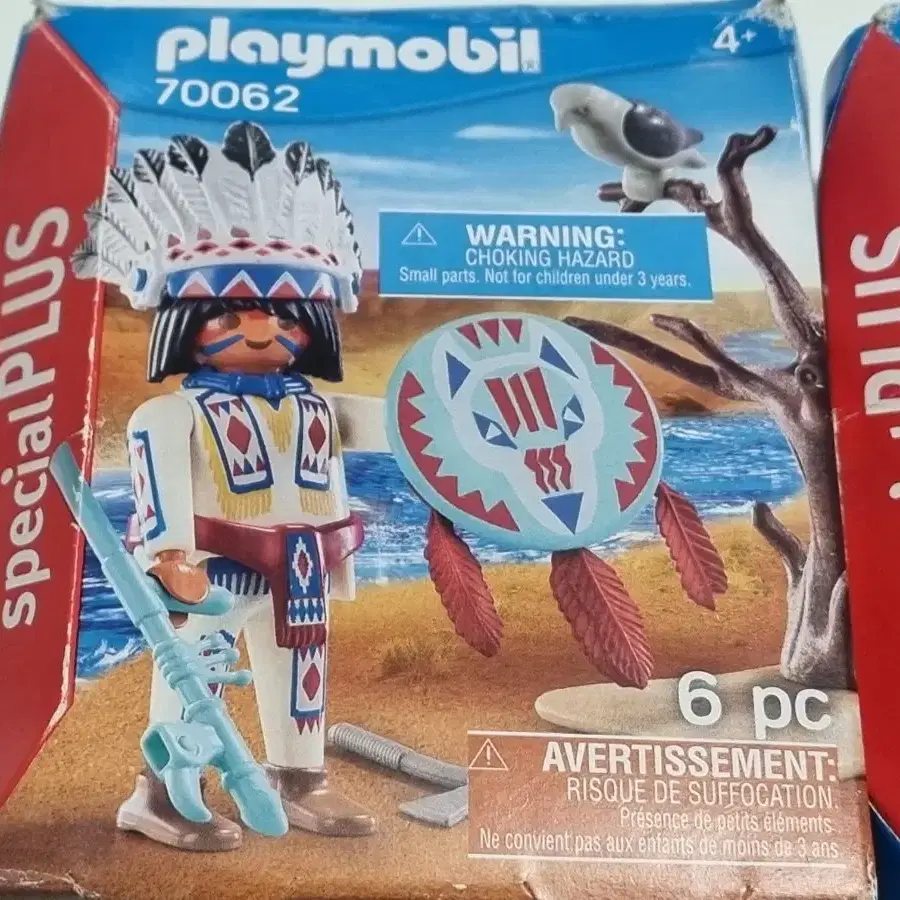 playmobil
70062
4+
specialPLUS
WARNING:
CHOKING HAZARD
Small parts. Not for children under 3 years.
6 pc
AVERTISSEMENT:
RISQUE DE SUFFOCATION.
Présence de petits éléments.
Ne convient pas aux enfants de moins de 3 ans
PLUS